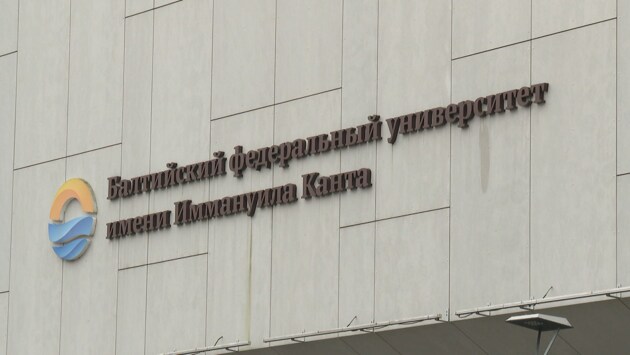 Балтийский федеральный университет
имени Иммануила Канта